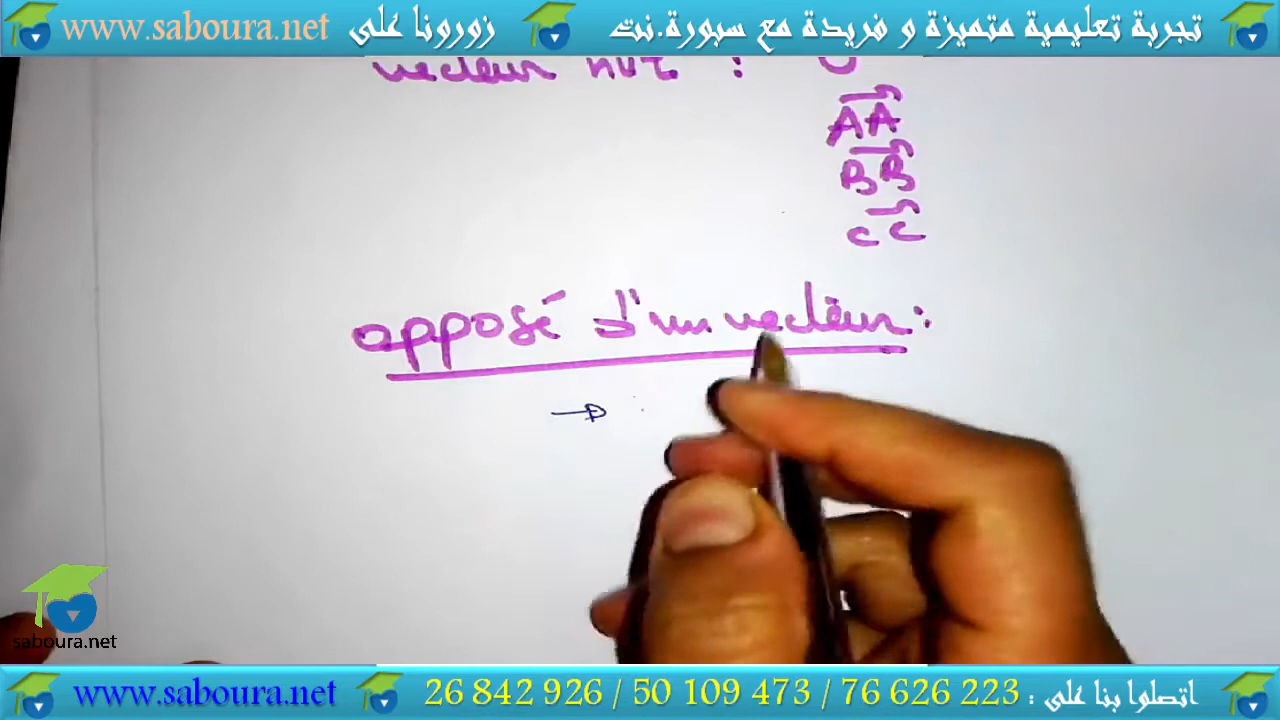 تجربة تعليمية متميزة و فريدة مع سبورة.نت زورونا على www.saboura.net
vecteur nul : O
AA
BB
CC
opposé d'un vecteur :
saboura.net
اتصلوا بنا على : 26 842 926 / 50 109 473 / 76 626 223 www.saboura.net